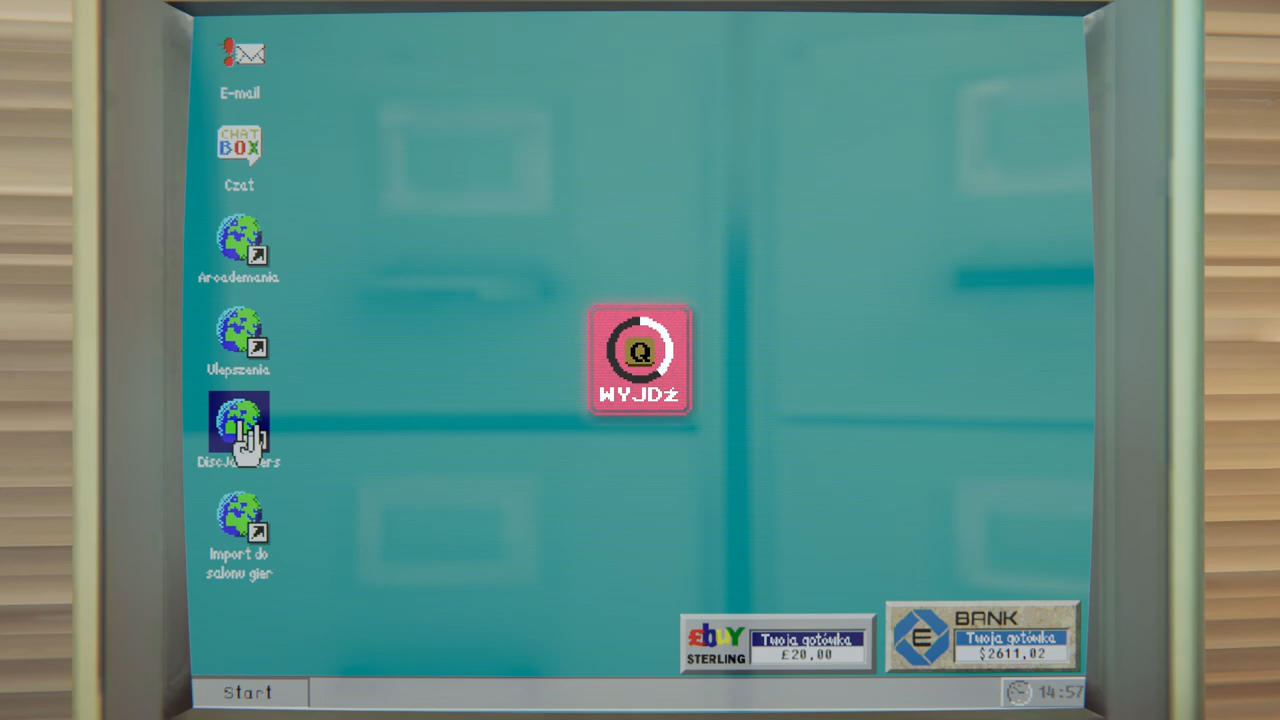 E-mail
CHAT
BOX
Czat
Arcademania
Ulepszenia
Import do
salonu gier
Q
WYJDź
ebuy
STERLING
Twoja gotówka
£20,00
E
BANK
Twoja gotówka
$2611,02
Start
14:57